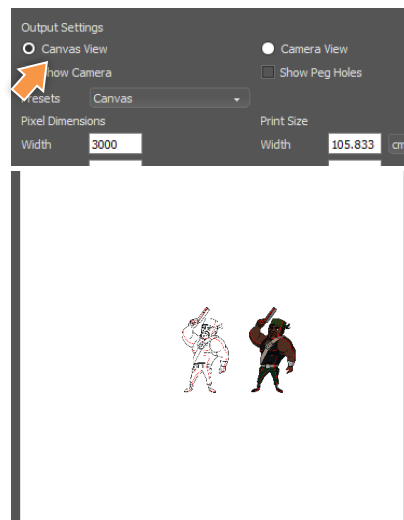 Output Settings
Canvas View Camera View
how Camera Show Peg Holes
resets Canvas
Pixel Dimensions Print Size
Width 3000 Width 105.833 cm